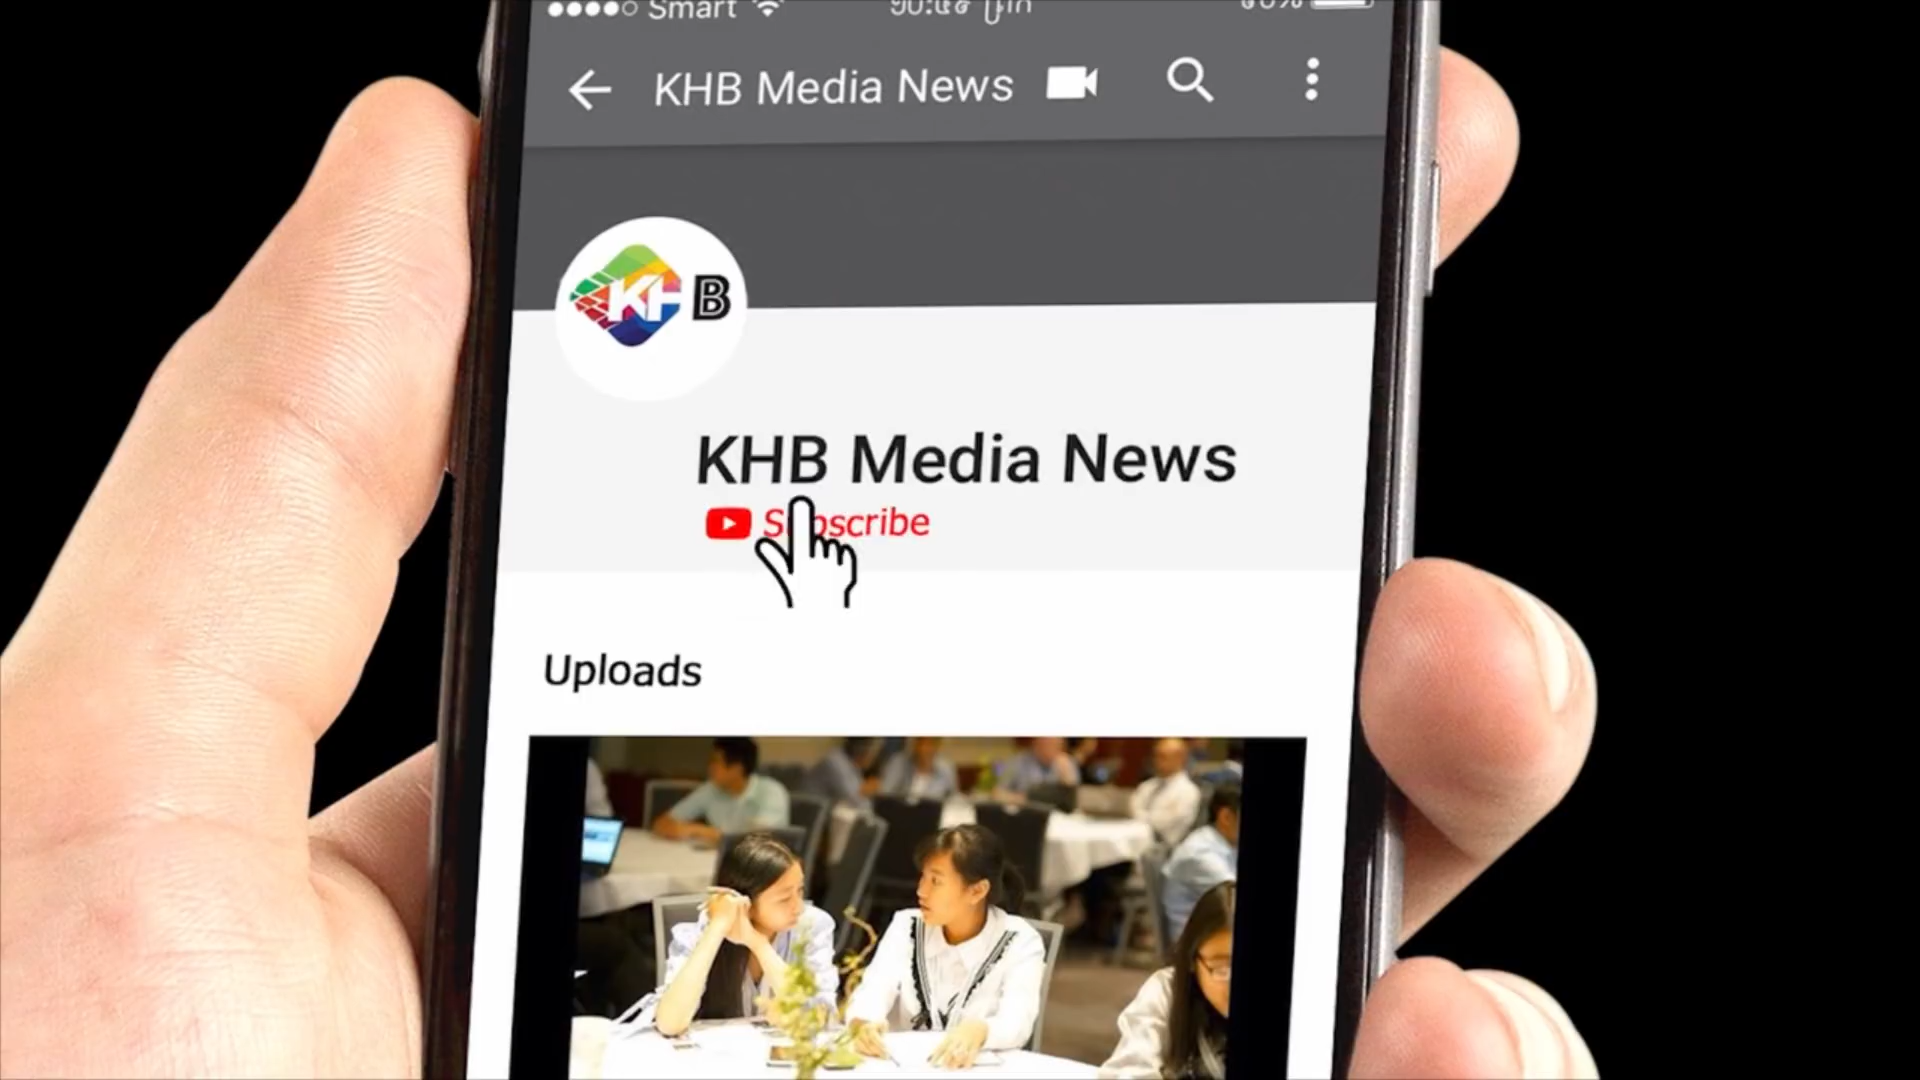 Smart
KHB Media News
KHB
KHB Media News
Subscribe
Uploads